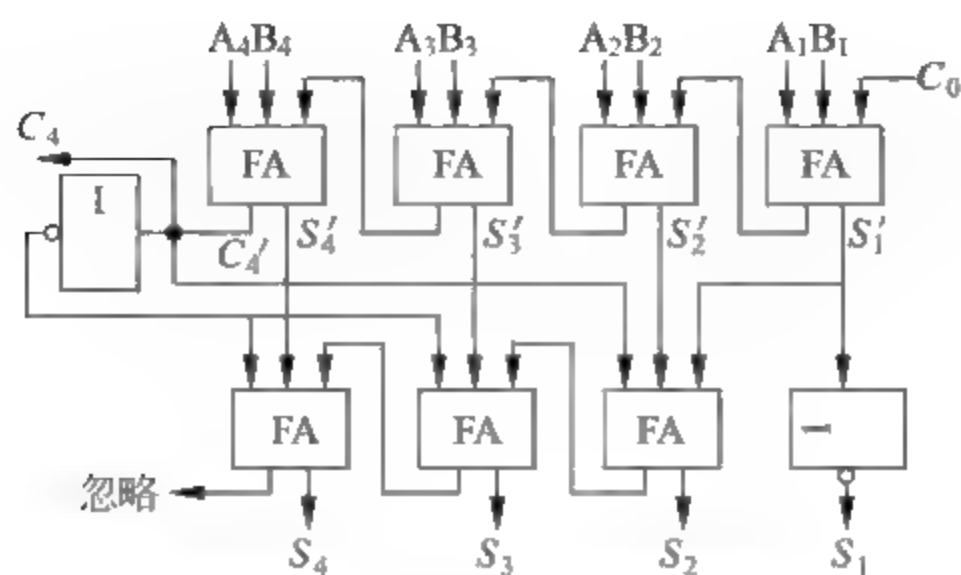 A₄B₄ A₃B₃ A₂B₂ A₁B₁
C₀
C₄
FA FA FA FA
1
C₄′ S₄′ S₃′ S₂′ S₁′
FA FA FA 1
忽略
S₄ S₃ S₂ S₁